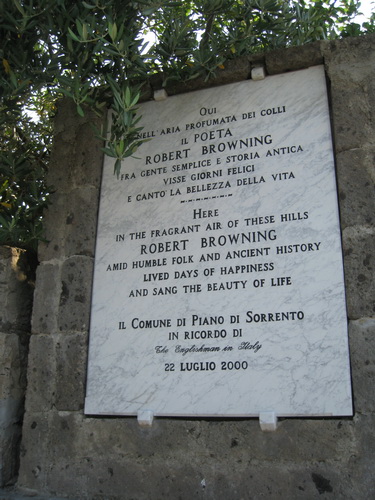 QUI
NELL'ARIA PROFUMATA DEI COLLI
IL POETA
ROBERT BROWNING
FRA GENTE SEMPLICE E STORIA ANTICA
VISSE GIORNI FELICI
E CANTO LA BELLEZZA DELLA VITA
HERE
IN THE FRAGRANT AIR OF THESE HILLS
ROBERT BROWNING
AMID HUMBLE FOLK AND ANCIENT HISTORY
LIVED DAYS OF HAPPINESS
AND SANG THE BEAUTY OF LIFE
IL COMUNE DI PIANO DI SORRENTO
IN RICORDO DI
The Englishman in Italy
22 LUGLIO 2000